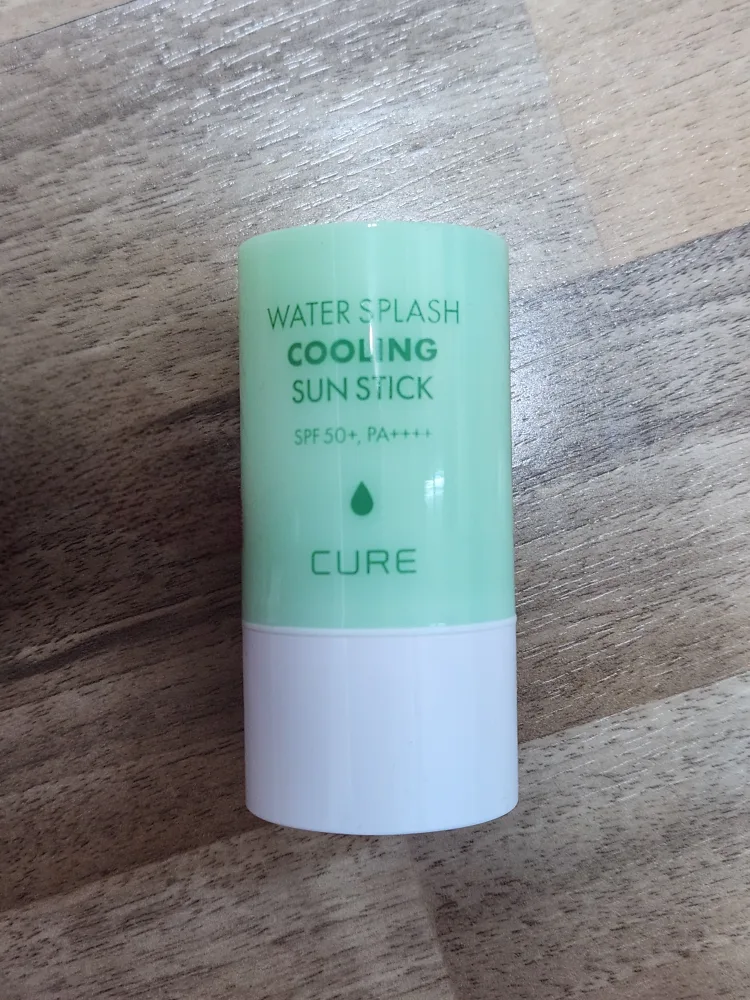 WATER SPLASH
COOLING
SUN STICK
SPF 50+, PA++++
CURE